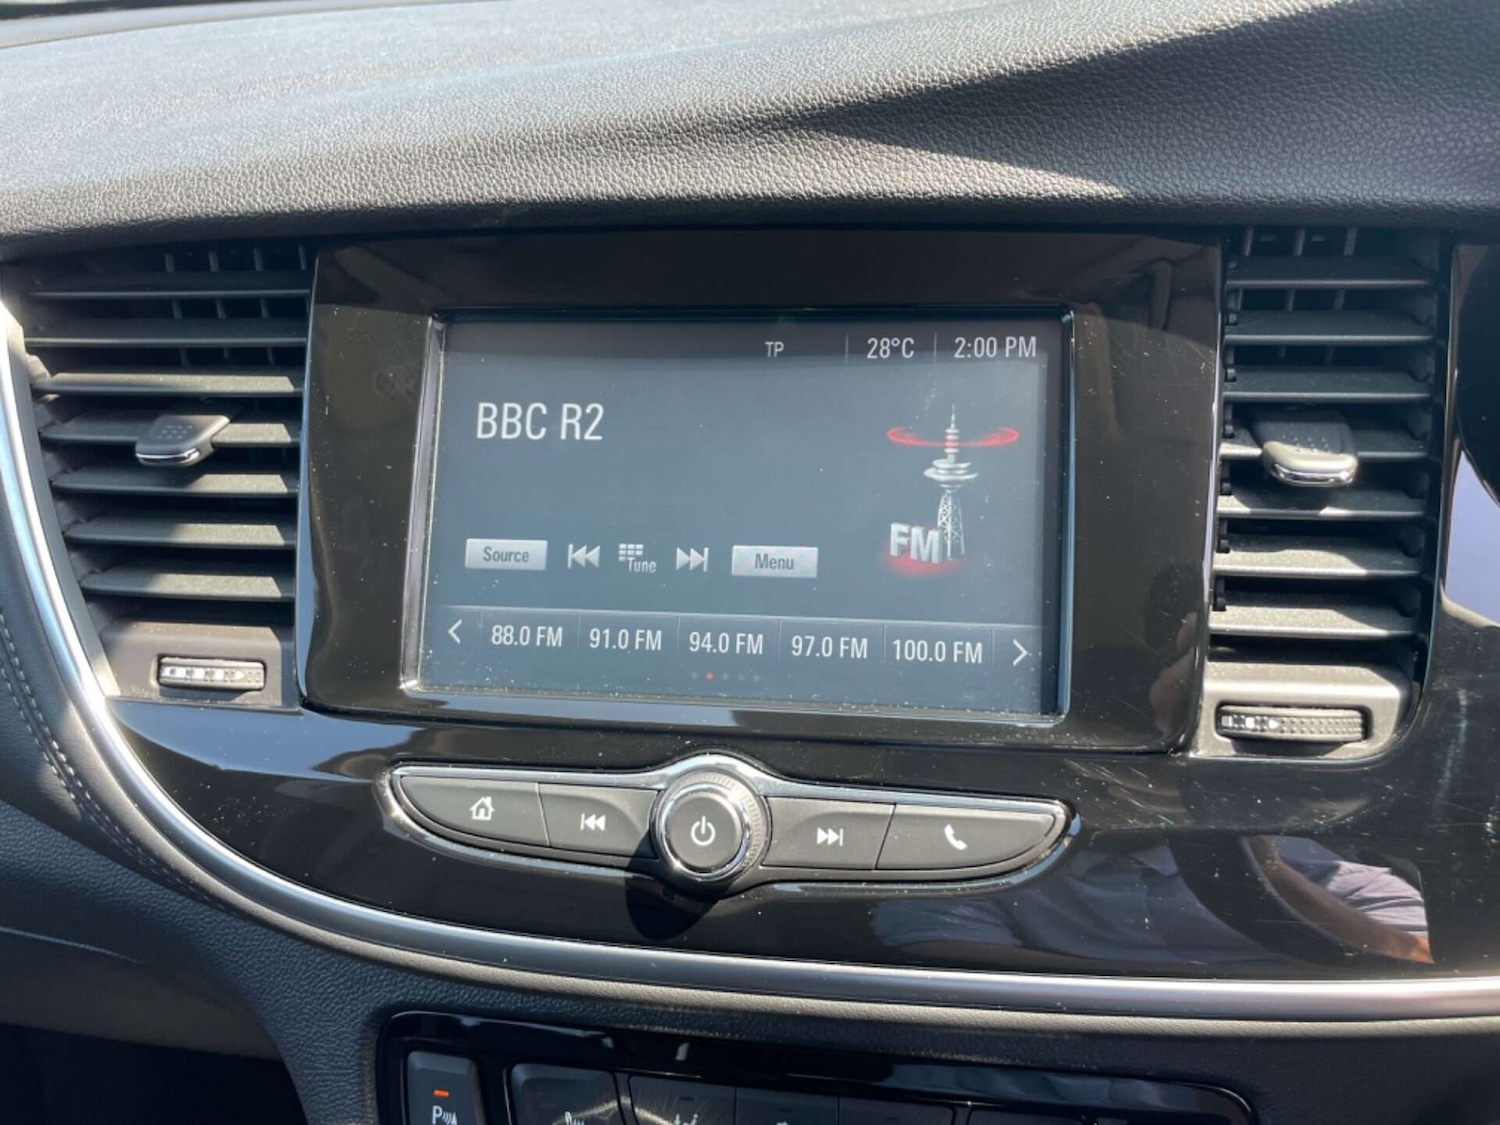 TP 28°C 2:00 PM
BBC R2
FM
Source Tune Menu
88.0 FM 91.0 FM 94.0 FM 97.0 FM 100.0 FM
P